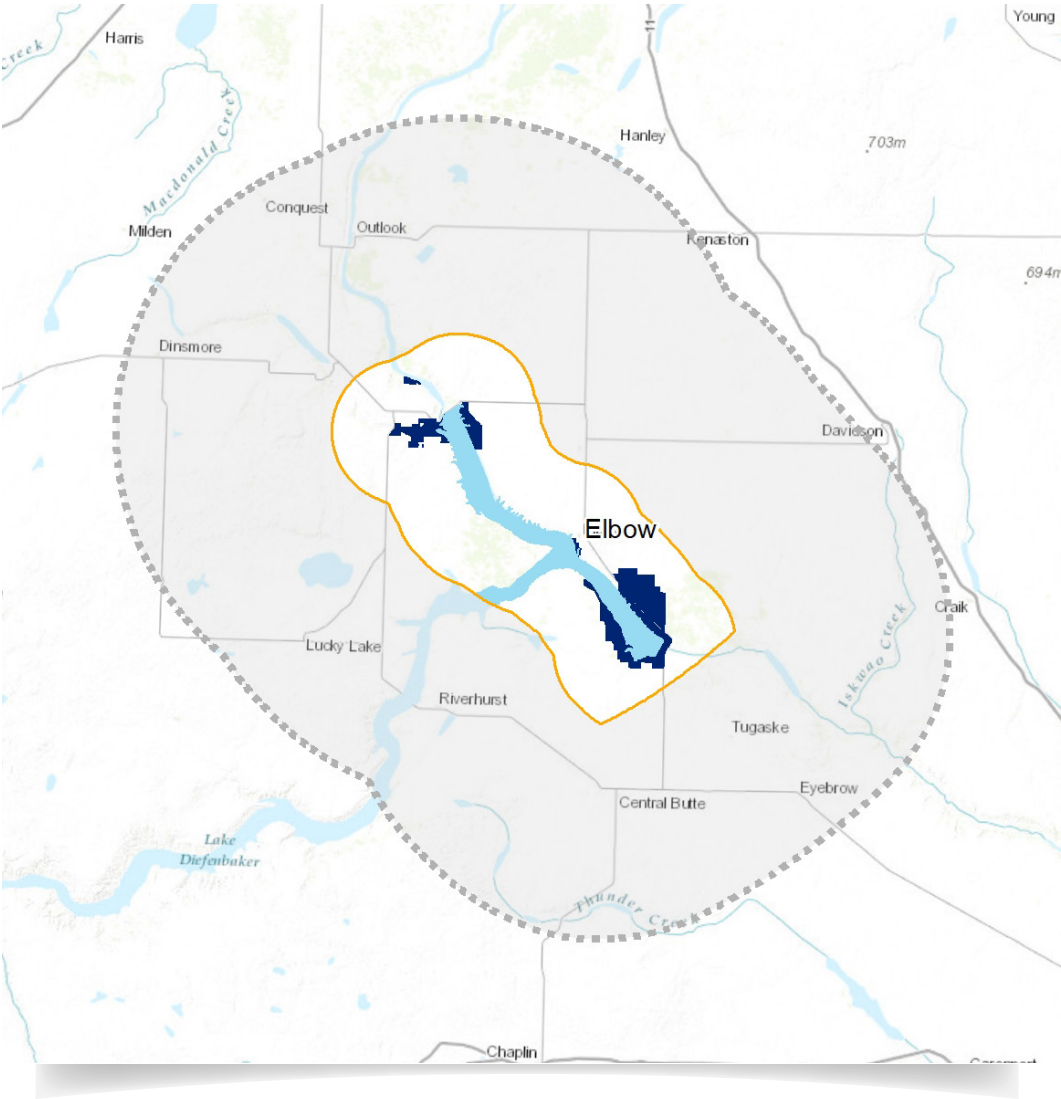 Young
Harris
Creek
11
Hanley
703m
Macdonald Creek
Conquest
Milden
Outlook
Kenaston
Dinsmore
Davidson
Elbow
Craik
Iskwao Creek
Lucky Lake
Riverhurst
Tugaske
Eyebrow
Central Butte
Lake
Diefenbaker
Thunder Creek
Chaplin